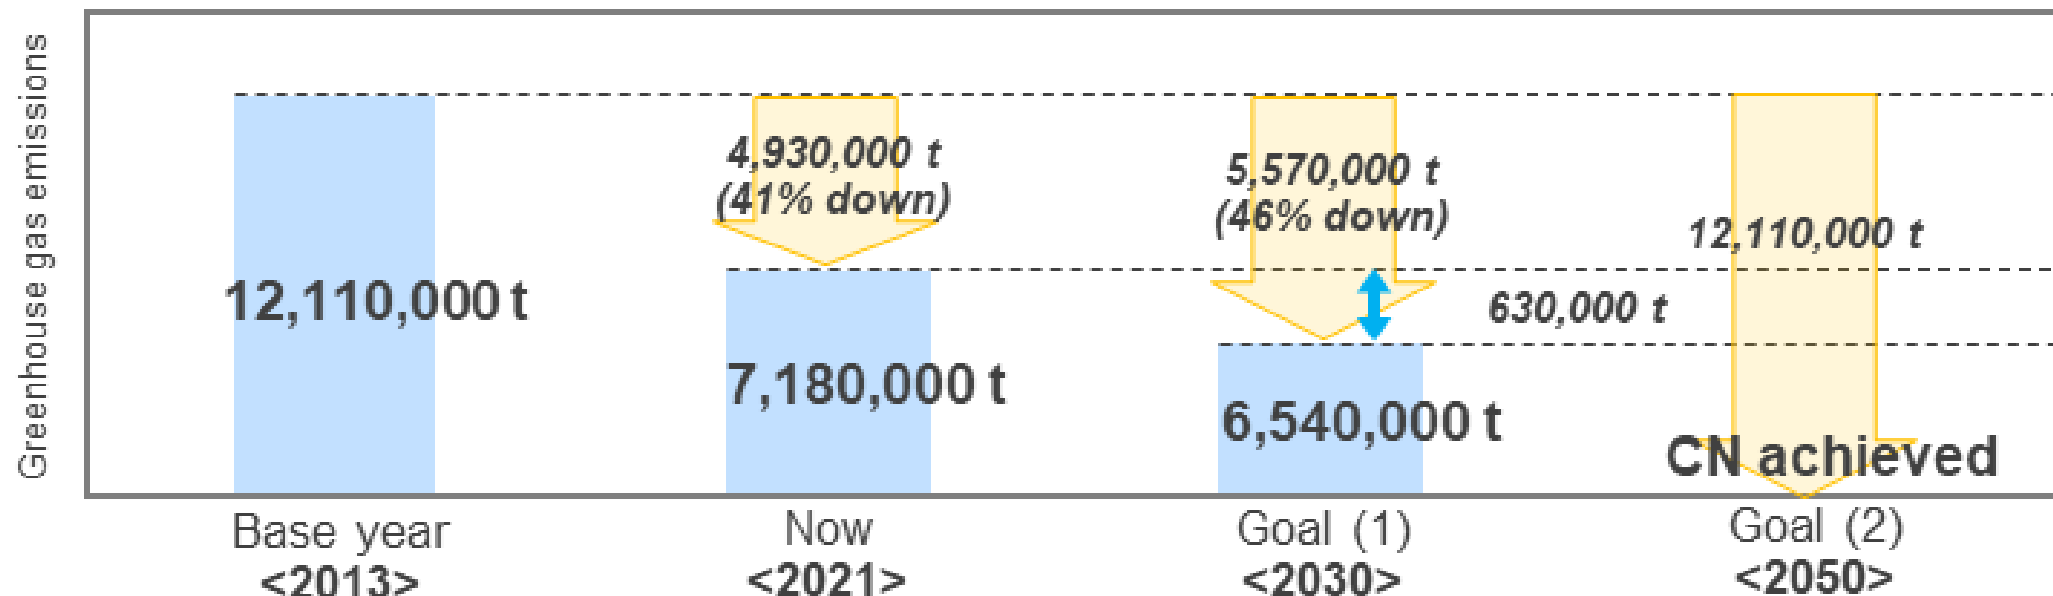 Greenhouse gas emissions
12,110,000 t
4,930,000 t
(41% down)
7,180,000 t
5,570,000 t
(46% down)
630,000 t
6,540,000 t
12,110,000 t
CN achieved
Base year
<2013>
Now
<2021>
Goal (1)
<2030>
Goal (2)
<2050>